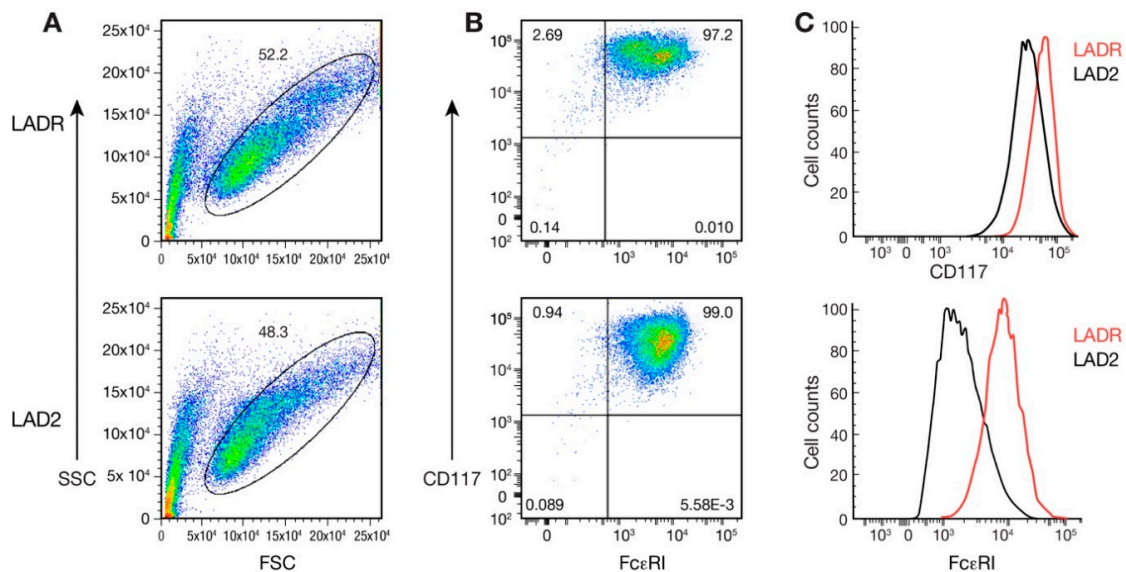 A
B
C
25x10⁴
20x10⁴
15x10⁴
10x10⁴
5x10⁴
0
52.2
0 5x10⁴ 10x10⁴ 15x10⁴ 20x10⁴ 25x10⁴
LADR
10⁵
10⁴
10³
10²
0
10²
2.69 97.2
0.14 0.010
10³ 10⁴ 10⁵
100
80
60
40
20
0
Cell counts
LADR
LAD2
10³ 0 10³ 10⁴ 10⁵
CD117
25x10⁴
20x10⁴
15x10⁴
10x10⁴
5x 10⁴
0
48.3
0 5x10⁴ 10x10⁴ 15x10⁴ 20x10⁴ 25x10⁴
LAD2
SSC
FSC
10⁵
10⁴
10³
10²
0
10²
0.94 99.0
0.089 5.58E-3
10³ 10⁴ 10⁵
CD117
FcεRI
100
80
60
40
20
0
Cell counts
LADR
LAD2
10³ 0 10³ 10⁴ 10⁵
FcεRI